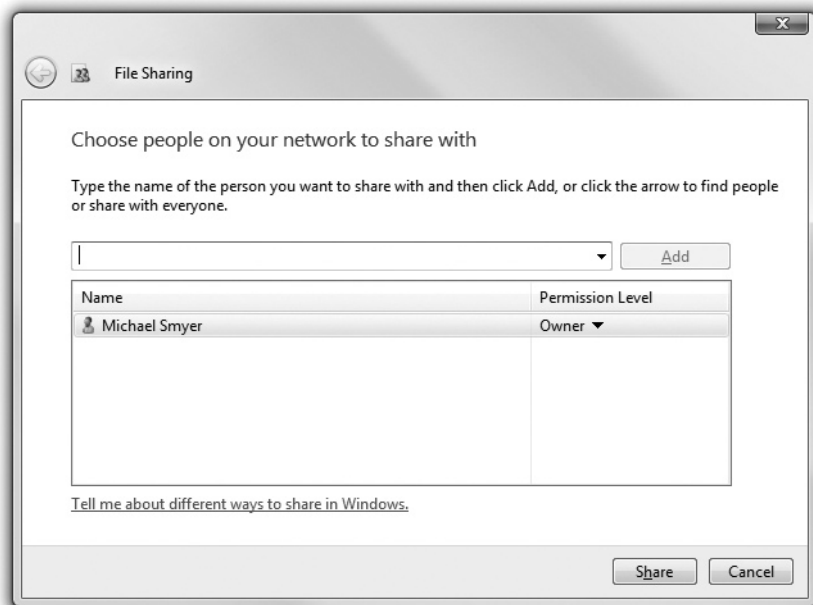 File Sharing
Choose people on your network to share with
Type the name of the person you want to share with and then click Add, or click the arrow to find people
or share with everyone.
Add
Name Permission Level
Michael Smyer Owner
Tell me about different ways to share in Windows.
Share Cancel